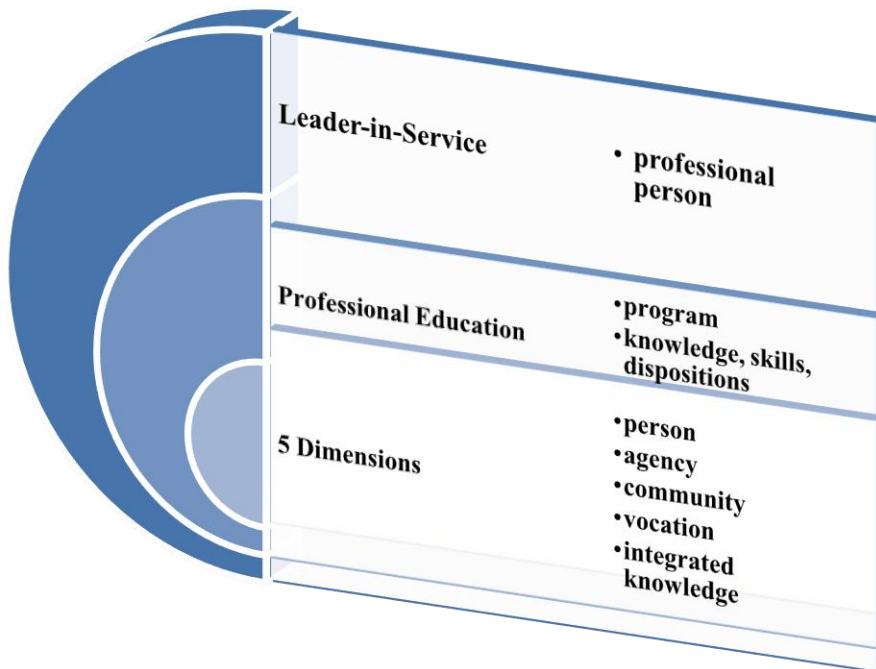 Leader-in-Service
• professional
person
Professional Education
•program
•knowledge, skills,
dispositions
5 Dimensions
•person
•agency
•community
•vocation
•integrated
knowledge